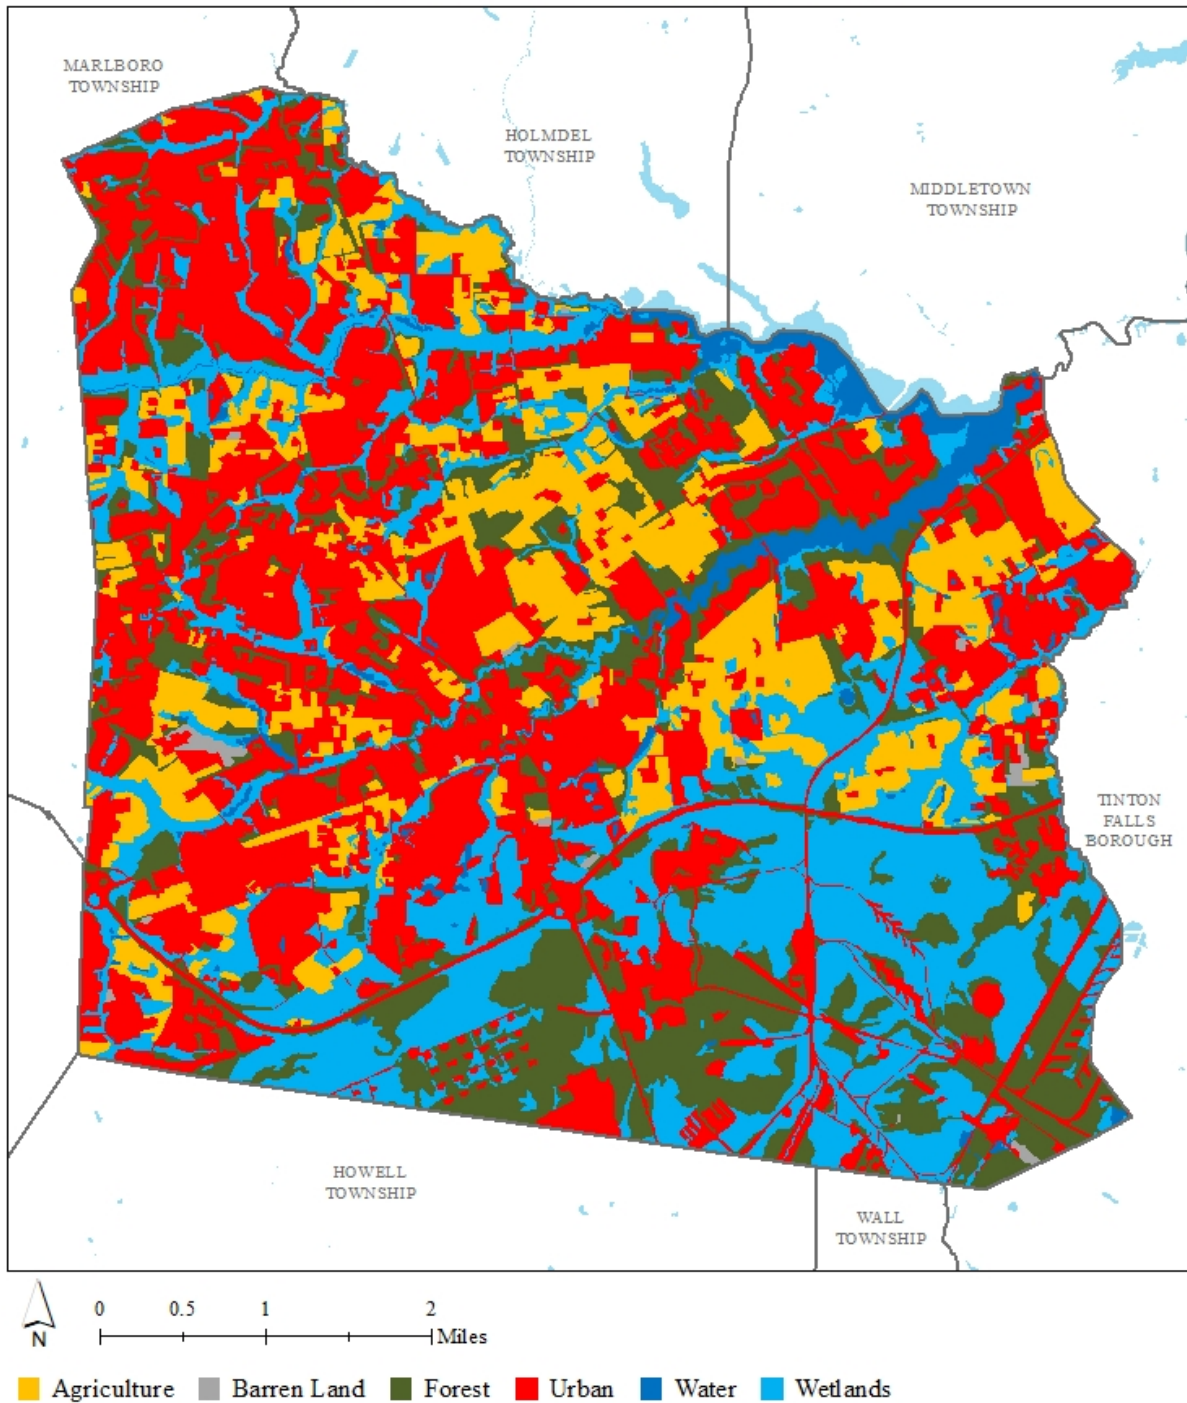 MARLBORO
TOWNSHIP
HOLMDEL
TOWNSHIP
MIDDLETOWN
TOWNSHIP
TINTON
FALLS
BOROUGH
HOWELL
TOWNSHIP
WALL
TOWNSHIP
N
0 0.5 1 2
Miles
Agriculture Barren Land Forest Urban Water Wetlands